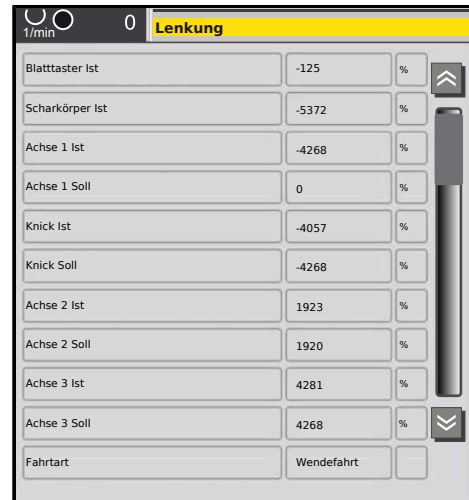 1/min 0 Lenkung
Blatttaster Ist -125 %
Scharkörper Ist -5372 %
Achse 1 Ist -4268 %
Achse 1 Soll 0 %
Knick Ist -4057 %
Knick Soll -4268 %
Achse 2 Ist 1923 %
Achse 2 Soll 1920 %
Achse 3 Ist 4281 %
Achse 3 Soll 4268 %
Fahrtart Wendefahrt